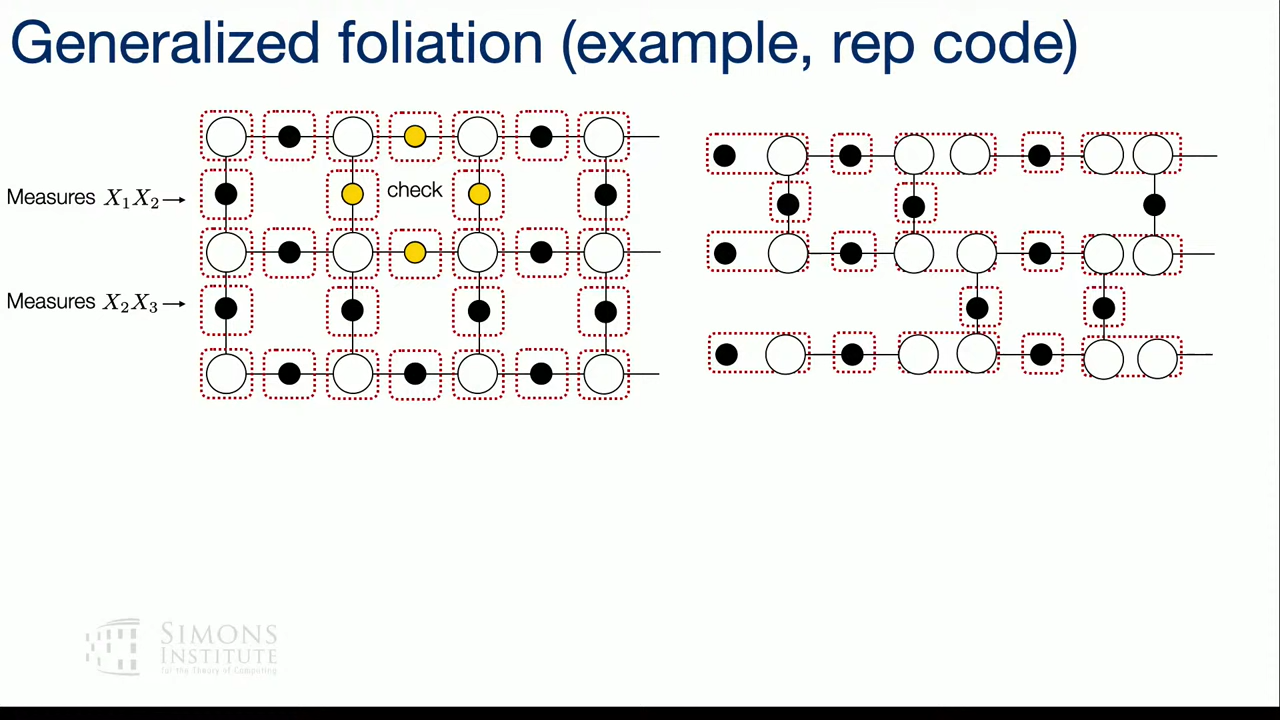 Generalized foliation (example, rep code)
Measures X₁X₂
check
Measures X₂X₃
SIMONS
INSTITUTE
for the Theory of Computing